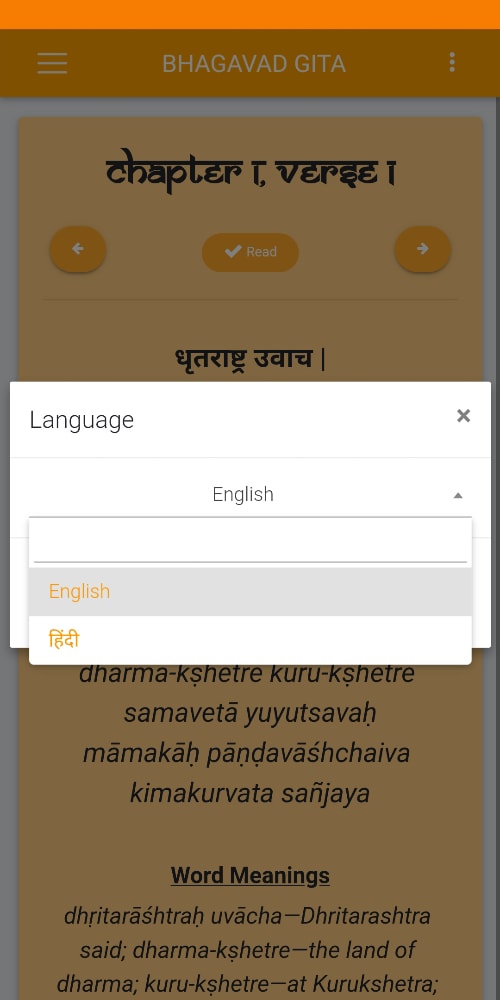 BHAGAVAD GITA
Chapter 1, Verse 1
Read
धृतराष्ट्र उवाच |
Language
×
English
English
हिंदी
dharma-kṣhetre kuru-kṣhetre
samavetā yuyutsavaḥ
māmakāḥ pāṇḍavāśhchaiva
kimakurvata sañjaya
Word Meanings
dhṛitarāśhtraḥ uvācha—Dhritarashtra
said; dharma-kṣhetre—the land of
dharma; kuru-kṣhetre—at Kurukshetra;